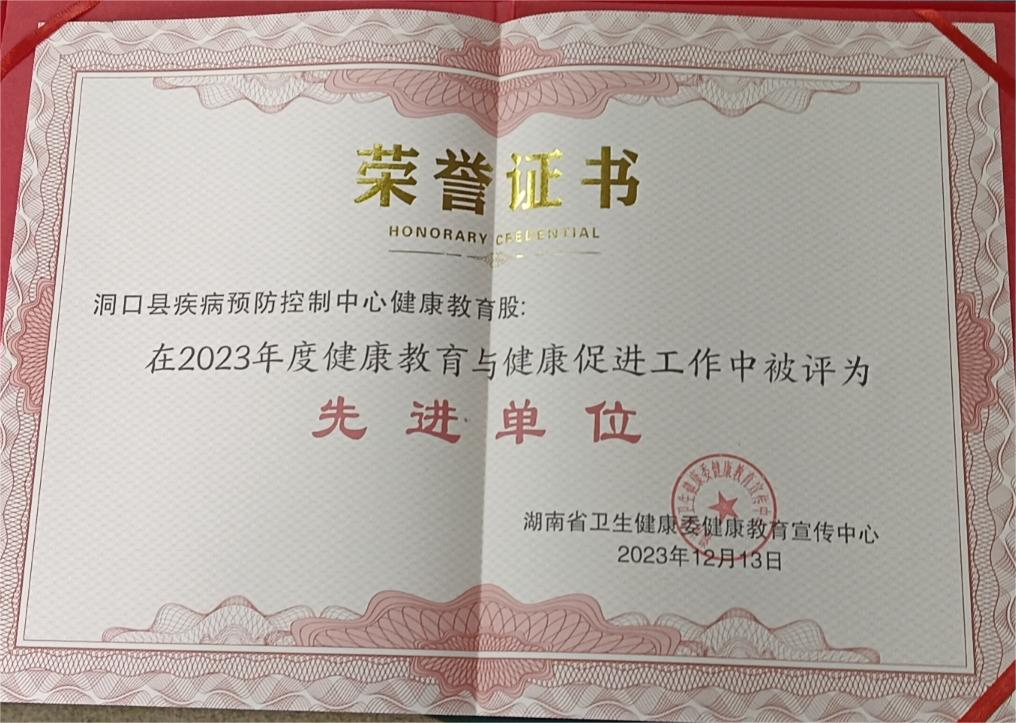 荣誉证书
HONORARY CREDENTIAL
洞口县疾病预防控制中心健康教育股:
在2023年度健康教育与健康促进工作中被评为
先进单位
湖南省卫生健康委健康教育宣传中心
2023年12月13日